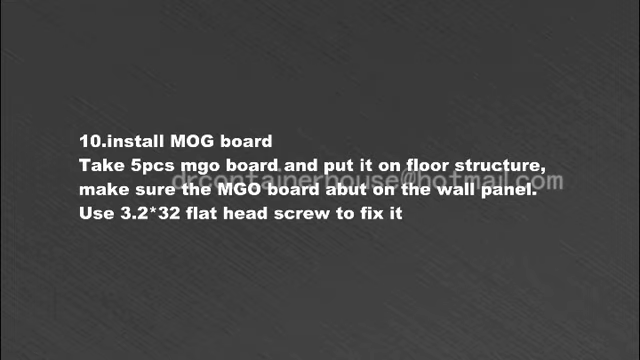 10.install MOG board
Take 5pcs mgo board and put it on floor structure,
drcontainerhouse@hotmail.com
make sure the MGO board abut on the wall panel.
Use 3.2*32 flat head screw to fix it